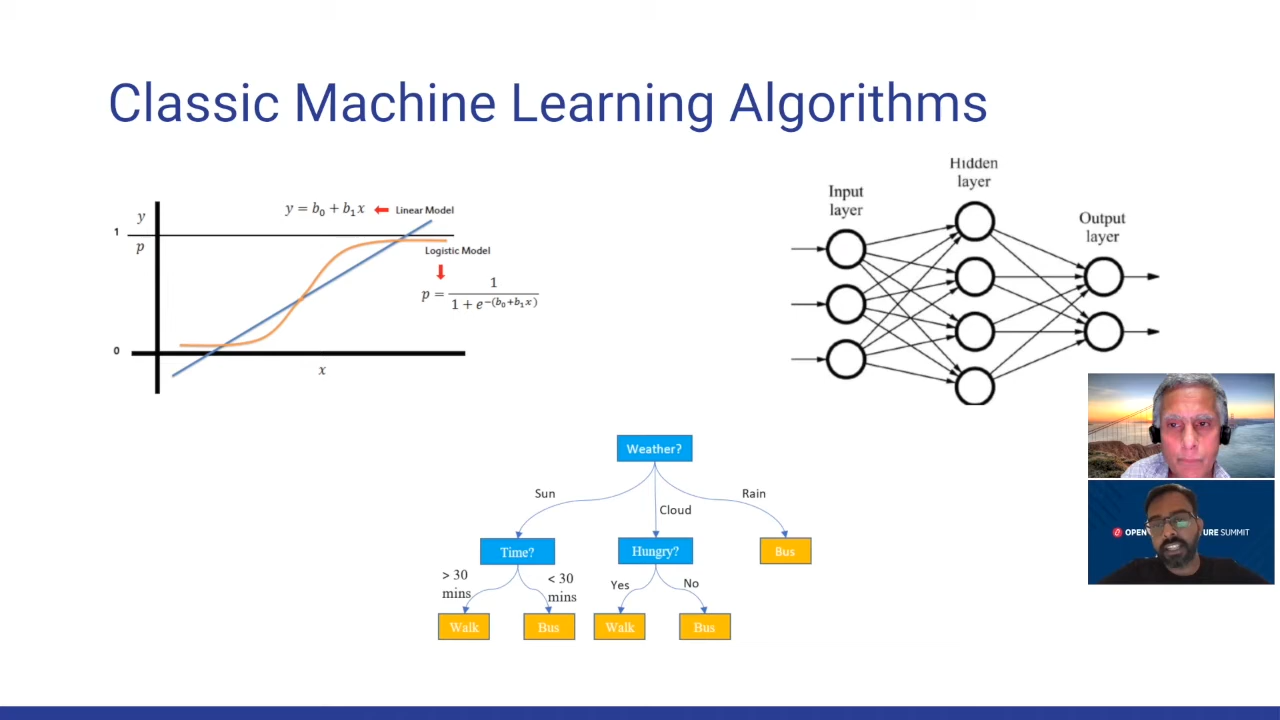 Classic Machine Learning Algorithms
y = b₀ + b₁x
Linear Model
y
1
p
Logistic Model
p = 1 / (1 + e^−(b₀+b₁x))
0
x
Hidden
layer
Input
layer
Output
layer
Weather?
Sun
Cloud
Rain
Time?
Hungry?
Bus
> 30
mins
< 30
mins
Yes
No
Walk
Bus
Walk
Bus
OPEN URE SUMMIT